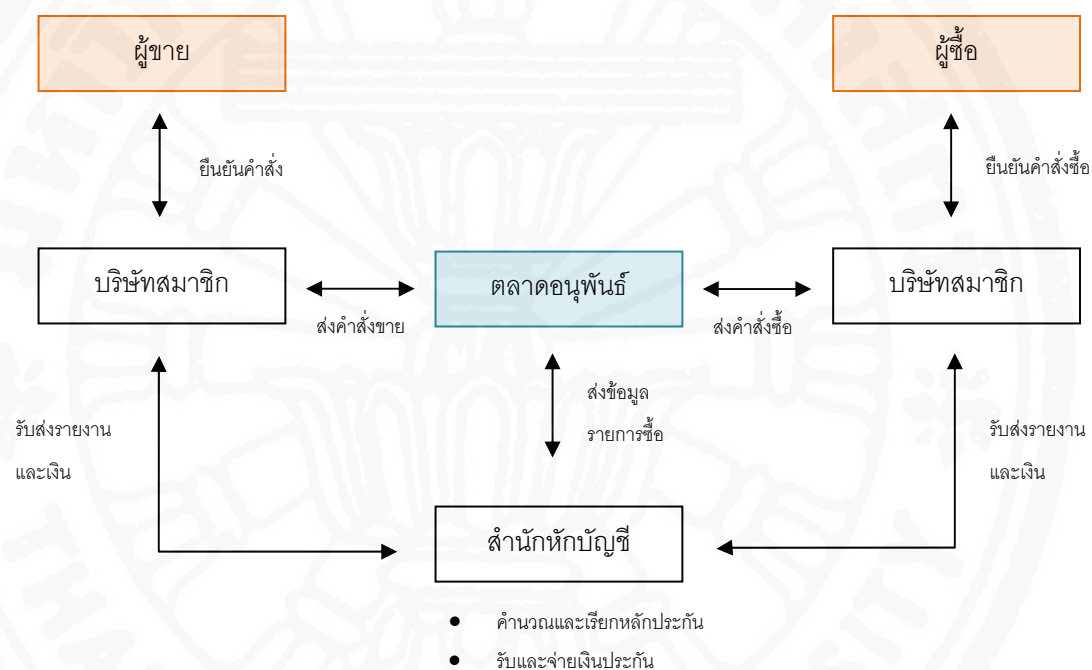 ผู้ขาย
ผู้ซื้อ
ยืนยันคำสั่ง
ยืนยันคำสั่งซื้อ
บริษัทสมาชิก
ตลาดอนุพันธ์
บริษัทสมาชิก
ส่งคำสั่งขาย
ส่งคำสั่งซื้อ
ส่งข้อมูล
รายการซื้อ
รับส่งรายงาน
และเงิน
รับส่งรายงาน
และเงิน
สำนักหักบัญชี
• คำนวณและเรียกหลักประกัน
• รับและจ่ายเงินประกัน